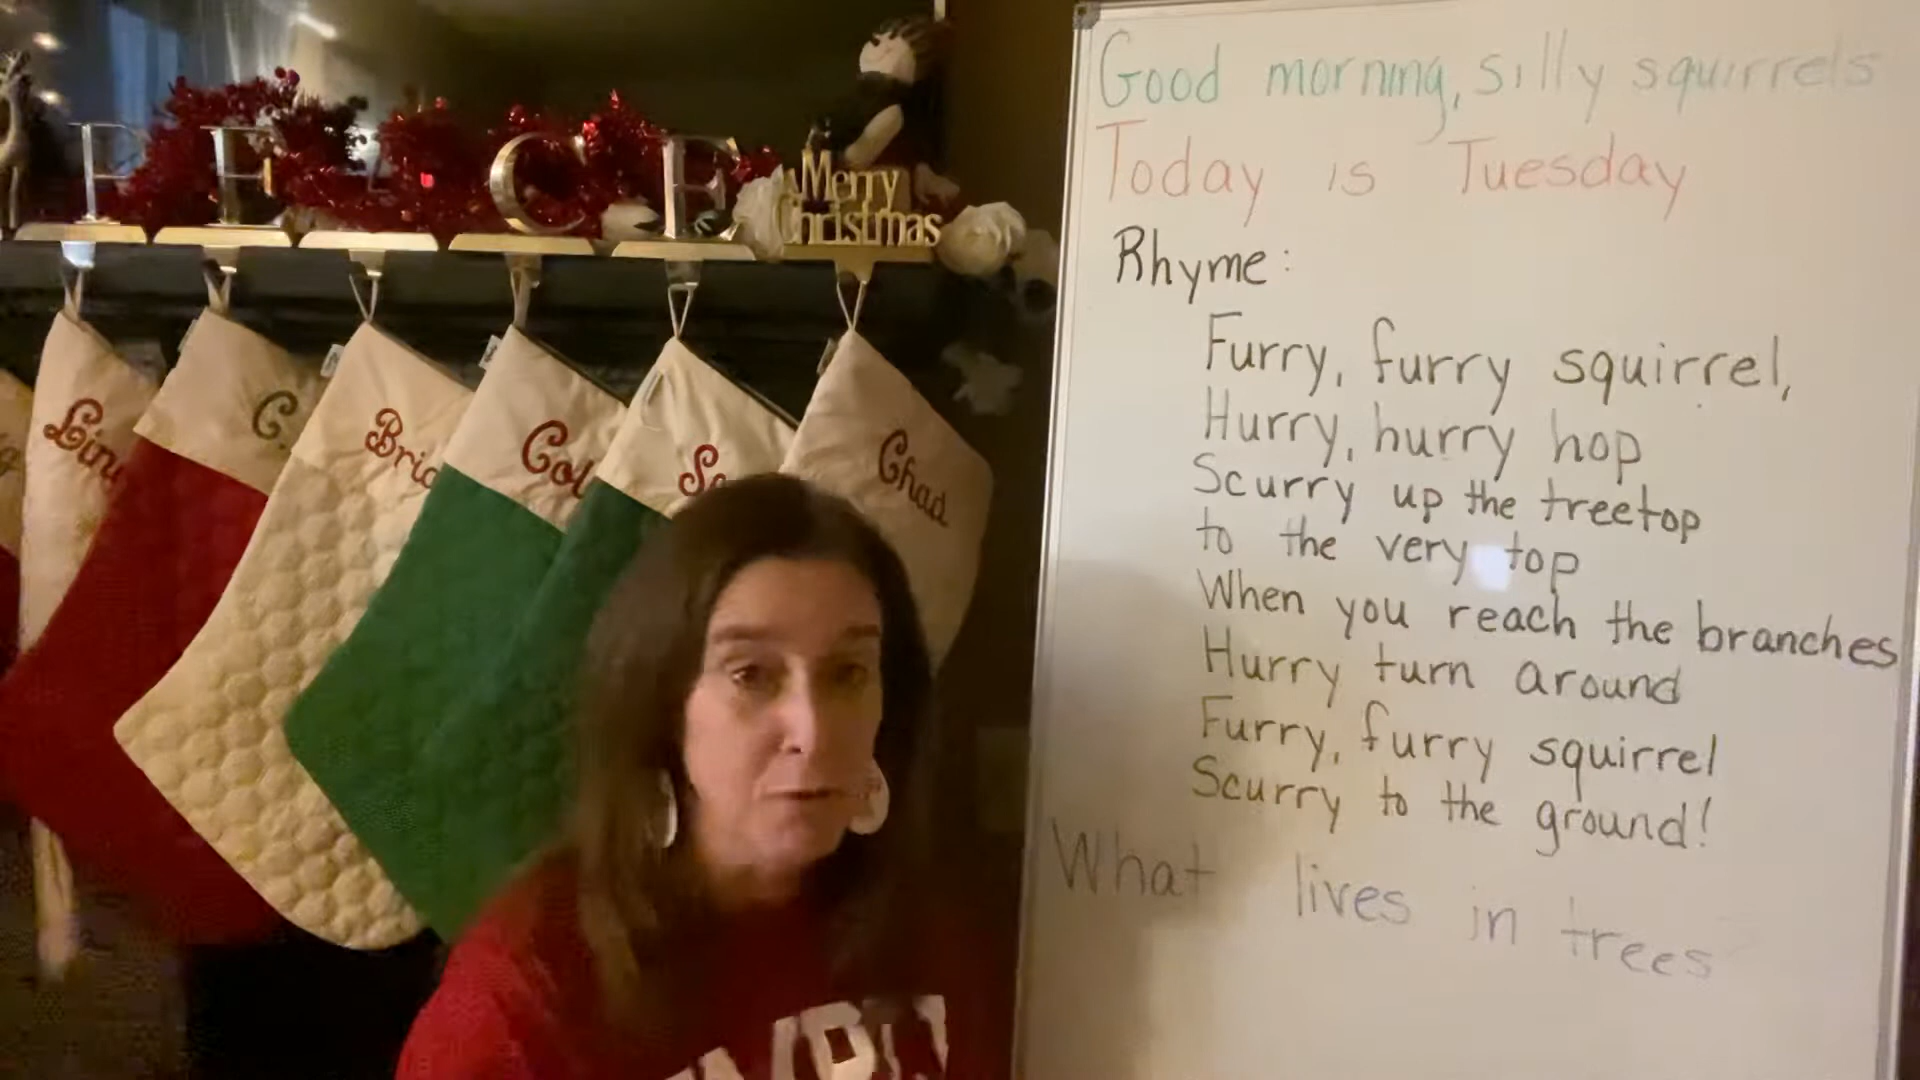 PEACE
Merry
Christmas
C.
Chad
Good morning, silly squirrels
Today is Tuesday
Rhyme:
Furry, furry squirrel,
Hurry, hurry hop
Scurry up the treetop
to the very top
When you reach the branches
Hurry turn around
Furry, furry squirrel
Scurry to the ground!
What lives in trees